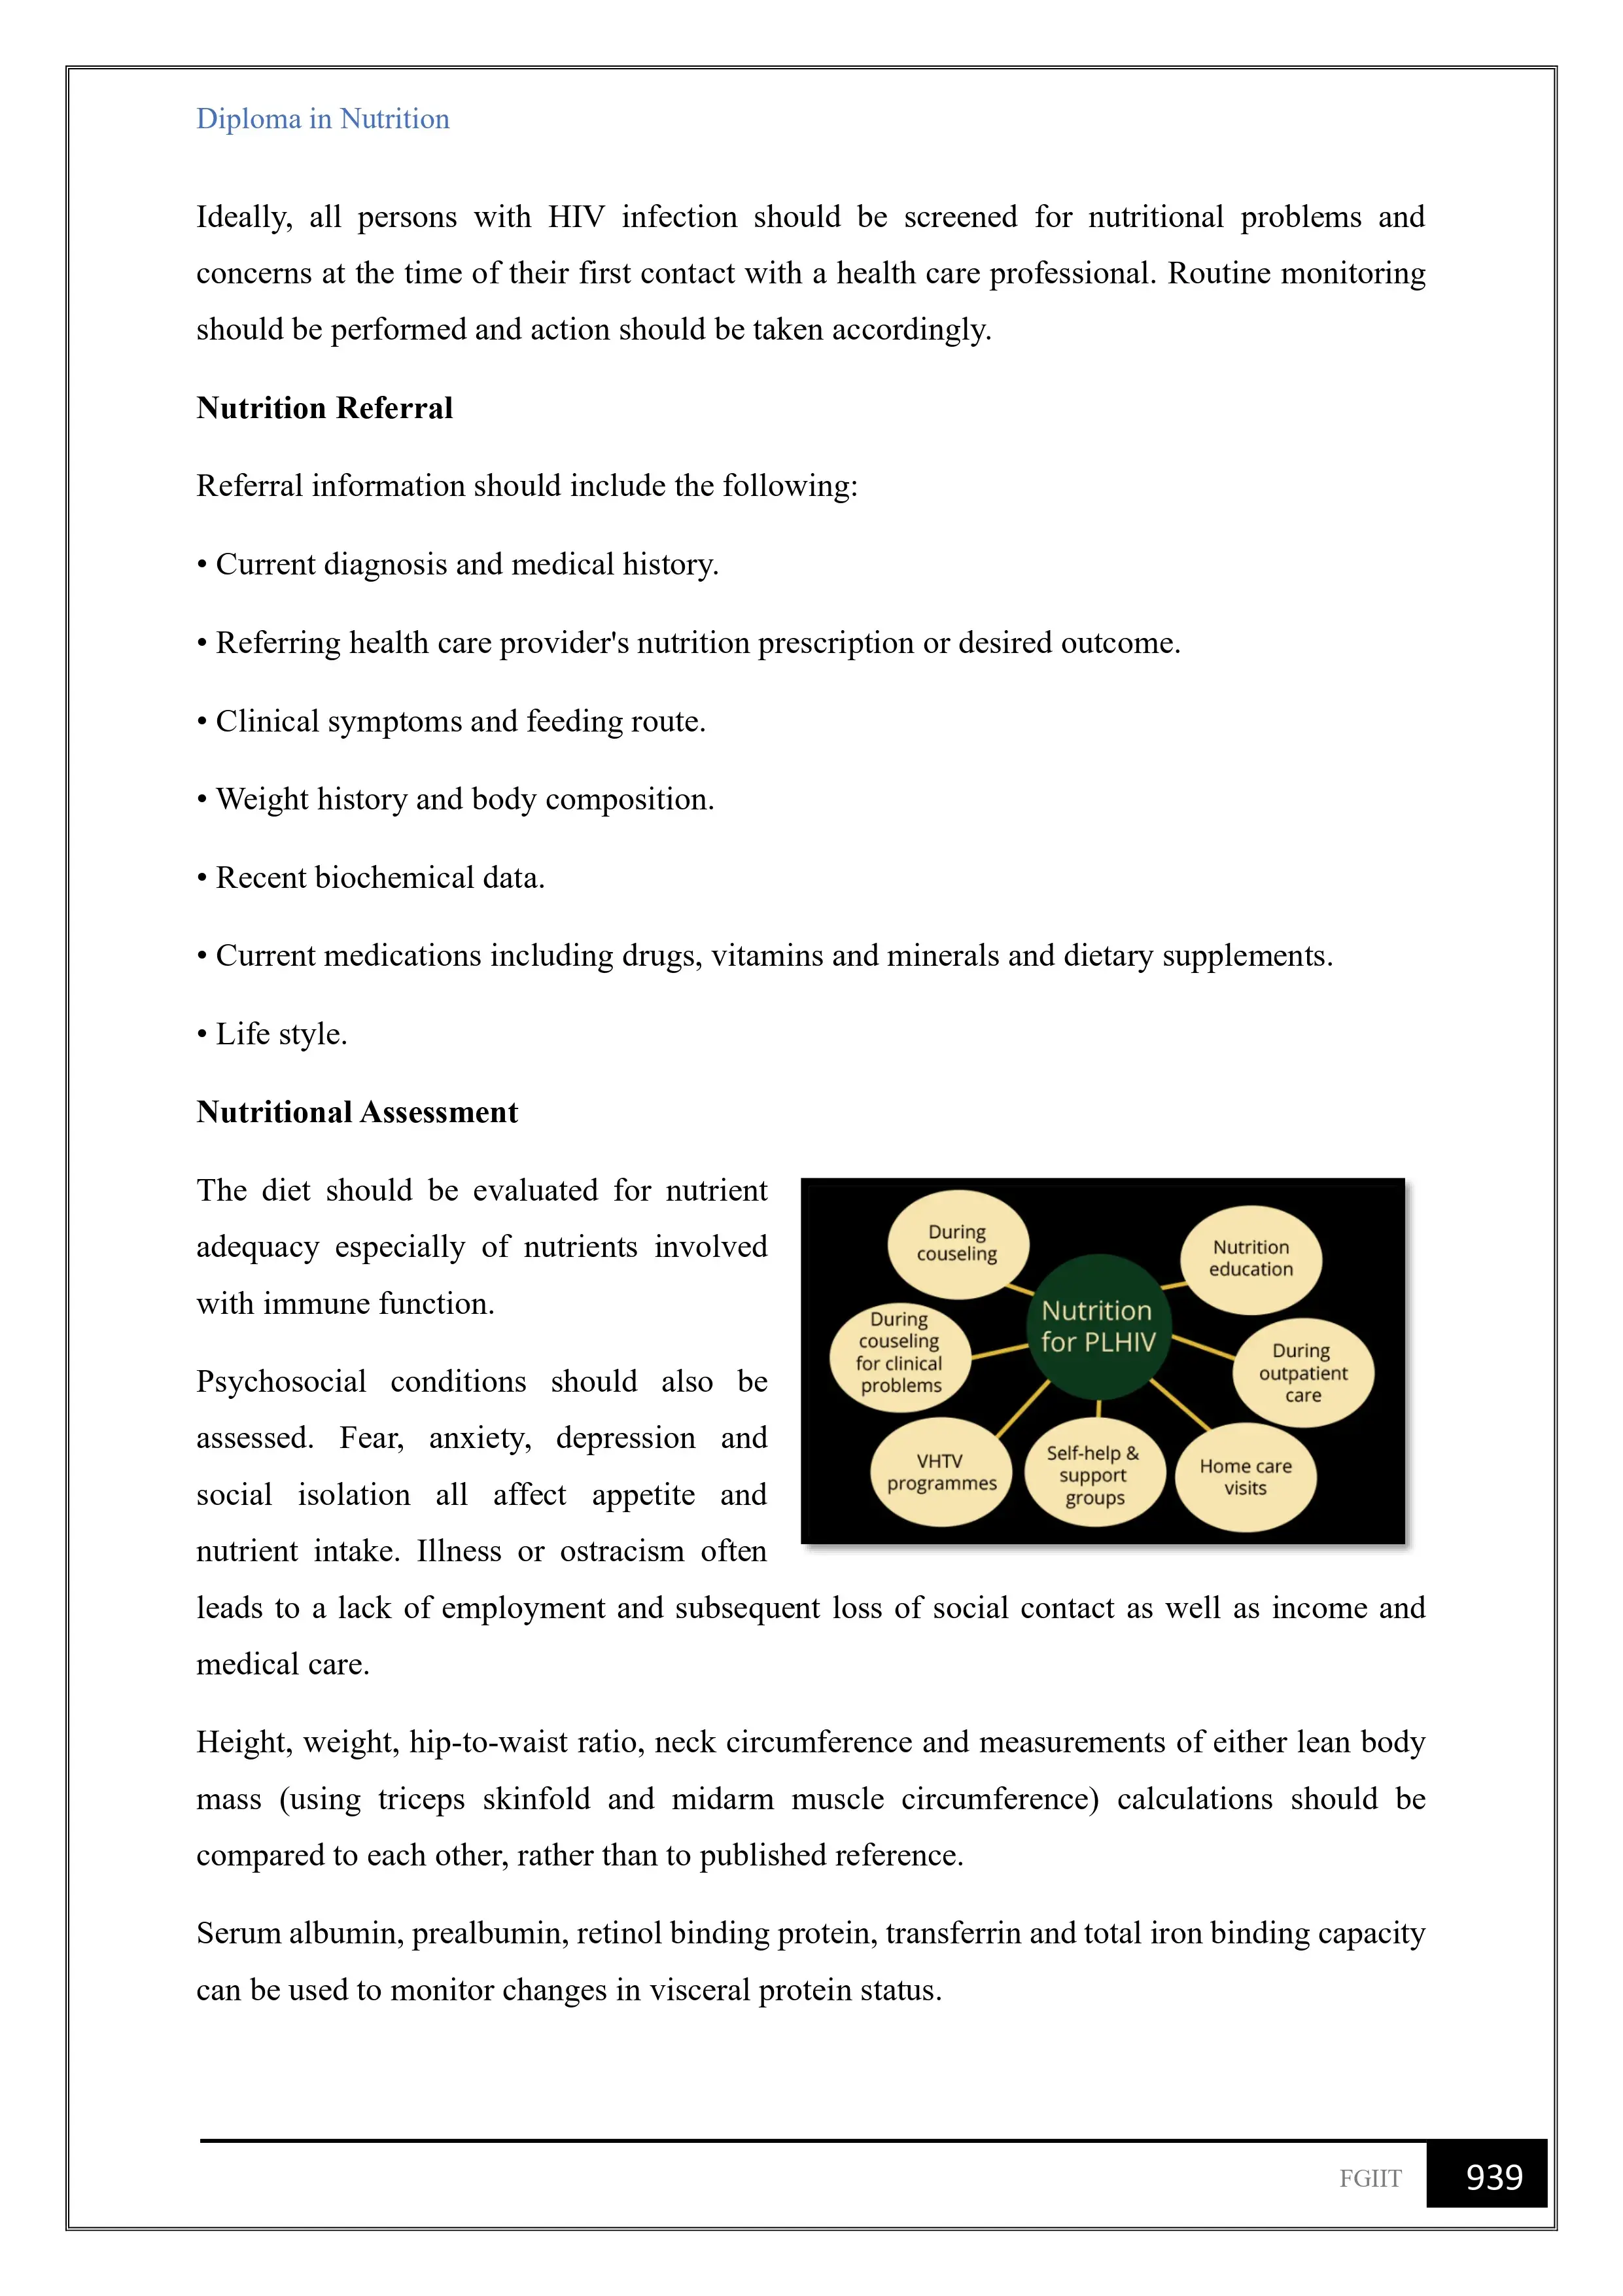 Diploma in Nutrition
Ideally, all persons with HIV infection should be screened for nutritional problems and
concerns at the time of their first contact with a health care professional. Routine monitoring
should be performed and action should be taken accordingly.
Nutrition Referral
Referral information should include the following:
• Current diagnosis and medical history.
• Referring health care provider's nutrition prescription or desired outcome.
• Clinical symptoms and feeding route.
• Weight history and body composition.
• Recent biochemical data.
• Current medications including drugs, vitamins and minerals and dietary supplements.
• Life style.
Nutritional Assessment
The diet should be evaluated for nutrient
adequacy especially of nutrients involved
with immune function.
Psychosocial conditions should also be
assessed. Fear, anxiety, depression and
social isolation all affect appetite and
nutrient intake. Illness or ostracism often
leads to a lack of employment and subsequent loss of social contact as well as income and
medical care.
During
couseling
Nutrition
education
Nutrition
for PLHIV
During
couseling
for clinical
problems
During
outpatient
care
VHTV
programmes
Self-help &
support
groups
Home care
visits
Height, weight, hip-to-waist ratio, neck circumference and measurements of either lean body
mass (using triceps skinfold and midarm muscle circumference) calculations should be
compared to each other, rather than to published reference.
Serum albumin, prealbumin, retinol binding protein, transferrin and total iron binding capacity
can be used to monitor changes in visceral protein status.
FGIIT
939